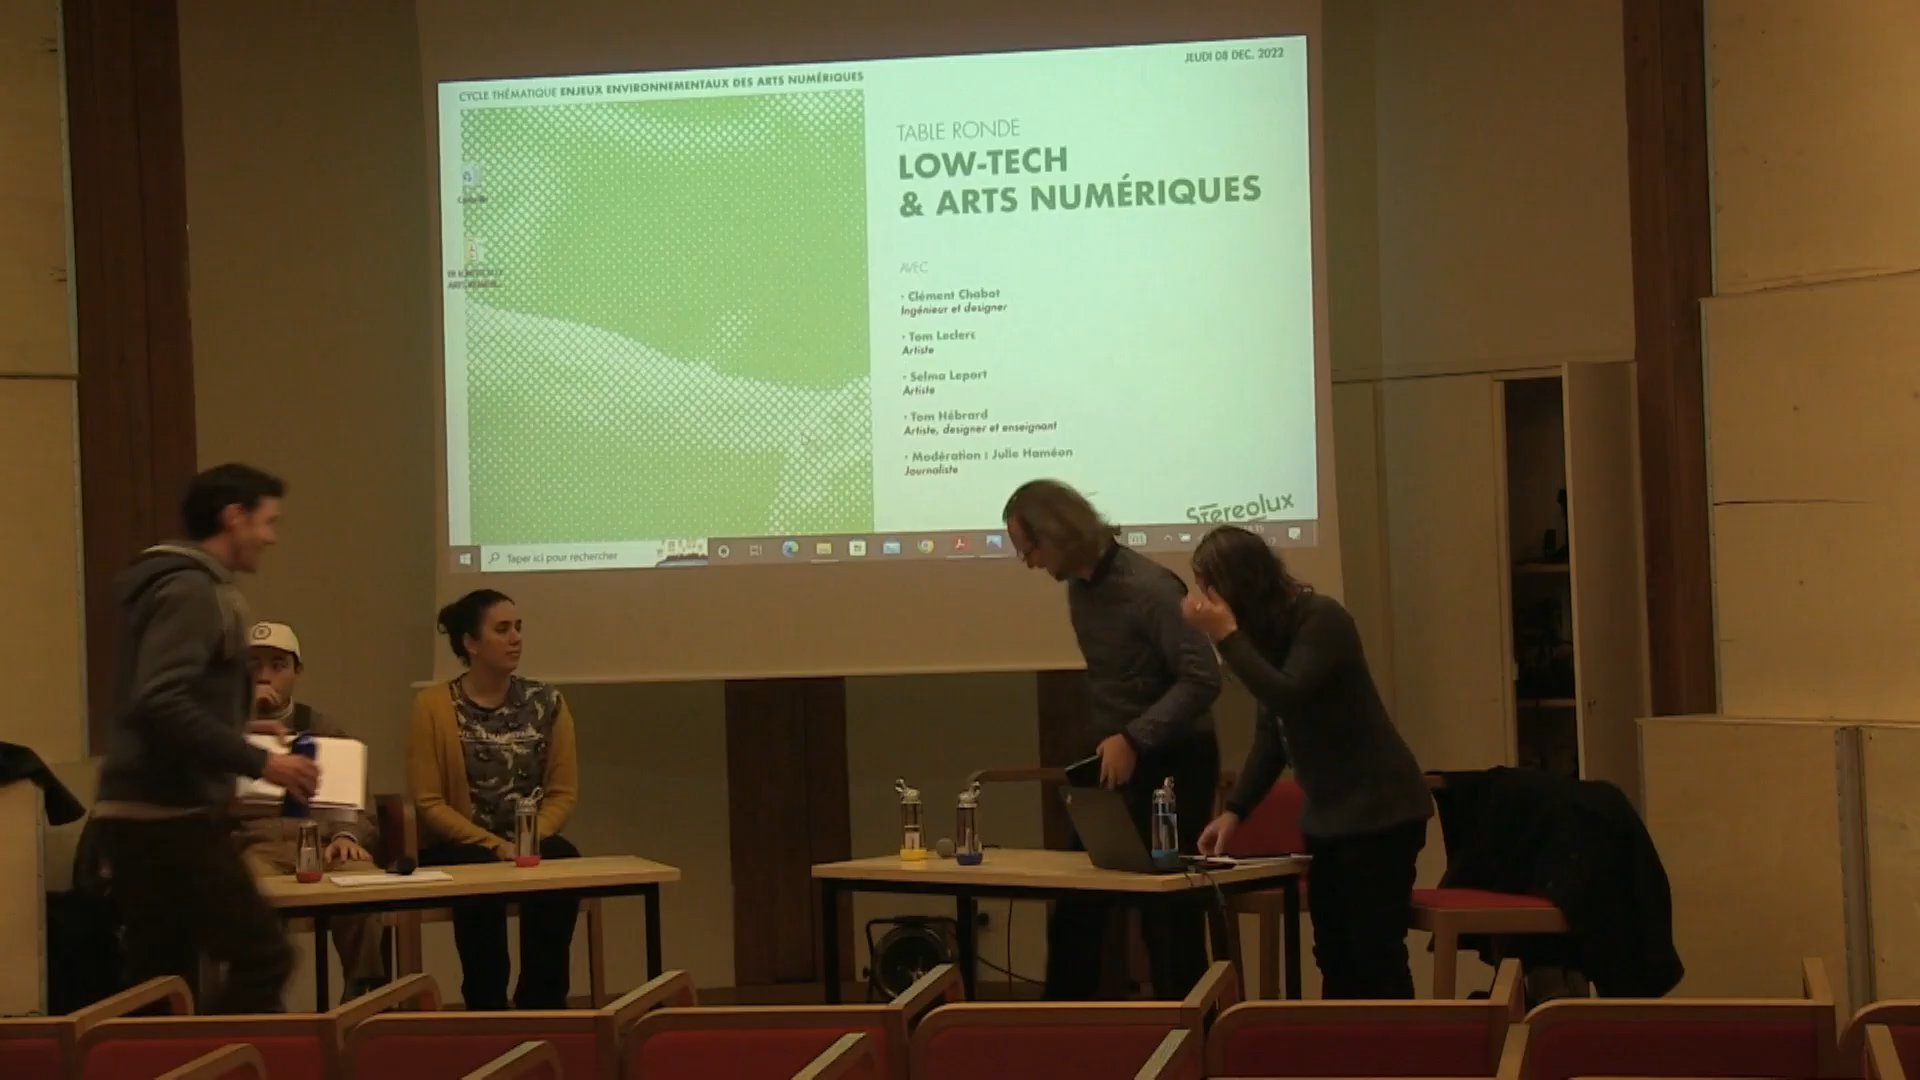 CYCLE THÉMATIQUE ENJEUX ENVIRONNEMENTAUX DES ARTS NUMÉRIQUES
JEUDI 08 DEC. 2022
TABLE RONDE
LOW-TECH
& ARTS NUMÉRIQUES
AVEC
• Clément Chabot
Ingénieur et designer
• Tom Leclerc
Artiste
• Selma Lepart
Artiste
• Tom Hébrard
Artiste, designer et enseignant
• Modération : Julie Haméon
Journaliste
Stereolux
Taper ici pour rechercher